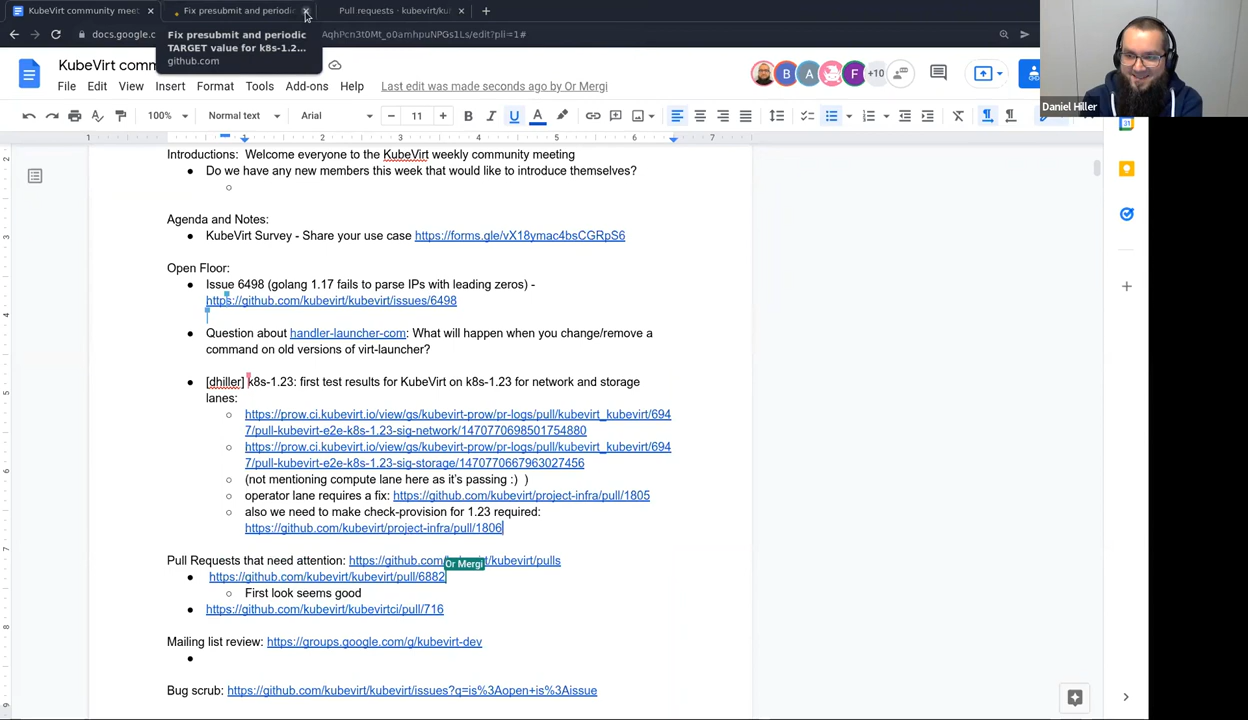 KubeVirt community meet
Fix presubmit and periodic
Pull requests · kubevirt/ku
docs.google.c
AqhPcn3t0Mt_o0amhpuNPGs1Ls/edit?pli=1#
Fix presubmit and periodic
TARGET value for k8s-1.2...
github.com
KubeVirt com
B
A
F
+10
File Edit View Insert Format Tools Add-ons Help Last edit was made seconds ago by Or Mergi
Daniel Hiller
100% Normal text Arial 11
1 1 2 3 4 5 6 7
Introductions: Welcome everyone to the KubeVirt weekly community meeting
● Do we have any new members this week that would like to introduce themselves?
○
Agenda and Notes:
● KubeVirt Survey - Share your use case https://forms.gle/vX18ymac4bsCGRpS6
Open Floor:
● Issue 6498 (golang 1.17 fails to parse IPs with leading zeros) -
https://github.com/kubevirt/kubevirt/issues/6498
● Question about handler-launcher-com: What will happen when you change/remove a
command on old versions of virt-launcher?
● [dhiller] k8s-1.23: first test results for KubeVirt on k8s-1.23 for network and storage
lanes:
○ https://prow.ci.kubevirt.io/view/gs/kubevirt-prow/pr-logs/pull/kubevirt_kubevirt/694
7/pull-kubevirt-e2e-k8s-1.23-sig-network/1470770698501754880
○ https://prow.ci.kubevirt.io/view/gs/kubevirt-prow/pr-logs/pull/kubevirt_kubevirt/694
7/pull-kubevirt-e2e-k8s-1.23-sig-storage/1470770667963027456
○ (not mentioning compute lane here as it's passing :) )
○ operator lane requires a fix: https://github.com/kubevirt/project-infra/pull/1805
○ also we need to make check-provision for 1.23 required:
https://github.com/kubevirt/project-infra/pull/1806
Pull Requests that need attention: https://github.com/ t/kubevirt/pulls
Or Mergi
● https://github.com/kubevirt/kubevirt/pull/6882
○ First look seems good
● https://github.com/kubevirt/kubevirtci/pull/716
Mailing list review: https://groups.google.com/g/kubevirt-dev
●
Bug scrub: https://github.com/kubevirt/kubevirt/issues?q=is%3Aopen+is%3Aissue